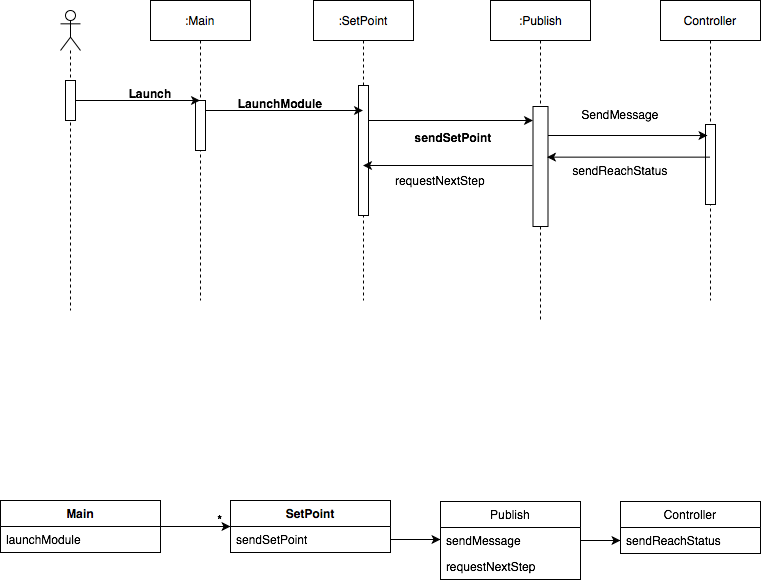 :Main
:SetPoint
:Publish
Controller
Launch
LaunchModule
SendMessage
sendSetPoint
sendReachStatus
requestNextStep
*
Main
SetPoint
Publish
Controller
launchModule
sendSetPoint
sendMessage
sendReachStatus
requestNextStep